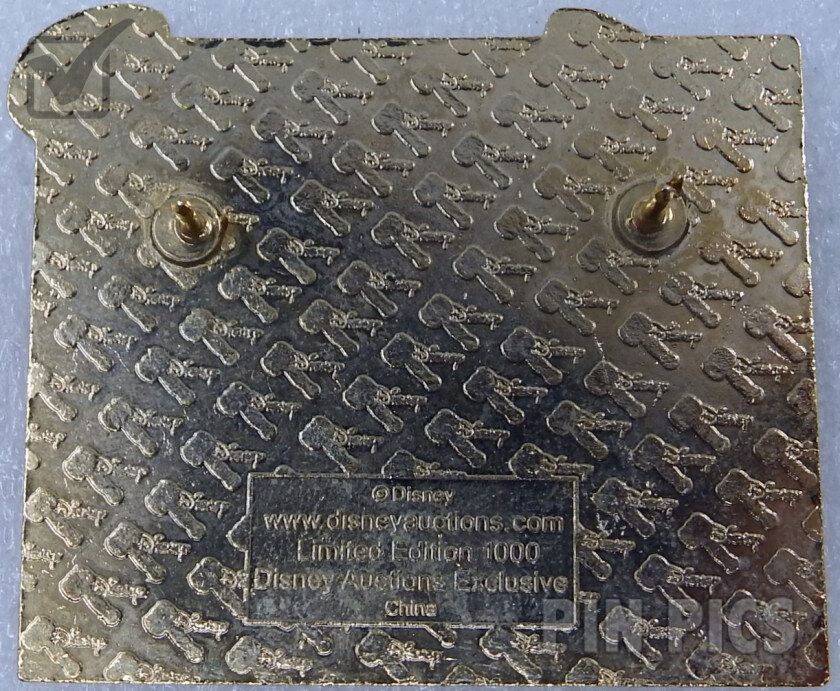 © Disney
www.disneyauctions.com
Limited Edition 1000
Disney Auctions Exclusive
China
PIN PICS